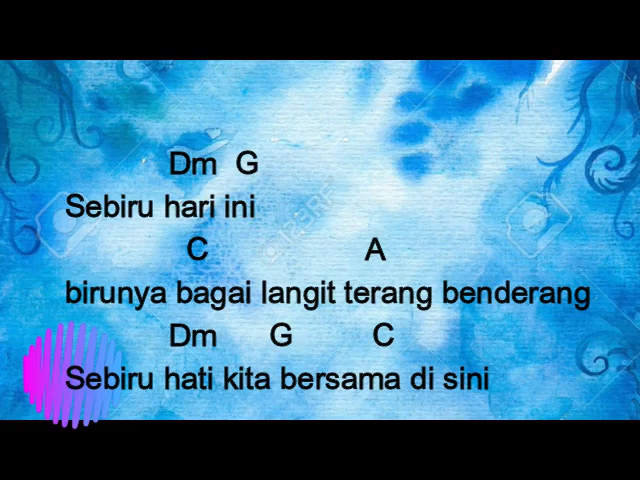 Dm G
Sebiru hari ini
C A
birunya bagai langit terang benderang
Dm G C
Sebiru hati kita bersama di sini